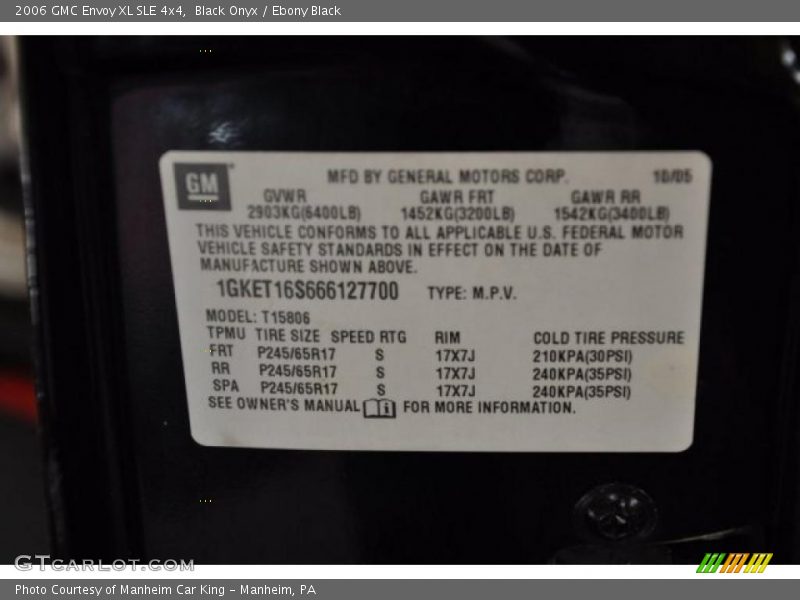 2006 GMC Envoy XL SLE 4x4, Black Onyx / Ebony Black
GM
MFD BY GENERAL MOTORS CORP. 10/05
GVWR GAWR FRT GAWR RR
2903KG(6400LB) 1452KG(3200LB) 1542KG(3400LB)
THIS VEHICLE CONFORMS TO ALL APPLICABLE U.S. FEDERAL MOTOR
VEHICLE SAFETY STANDARDS IN EFFECT ON THE DATE OF
MANUFACTURE SHOWN ABOVE.
1GKET16S666127700 TYPE: M.P.V.
MODEL: T15806
TPMU TIRE SIZE SPEED RTG RIM COLD TIRE PRESSURE
FRT P245/65R17 S 17X7J 210KPA(30PSI)
RR P245/65R17 S 17X7J 240KPA(35PSI)
SPA P245/65R17 S 17X7J 240KPA(35PSI)
SEE OWNER'S MANUAL i FOR MORE INFORMATION.
GTCARLOT.COM
Photo Courtesy of Manheim Car King - Manheim, PA